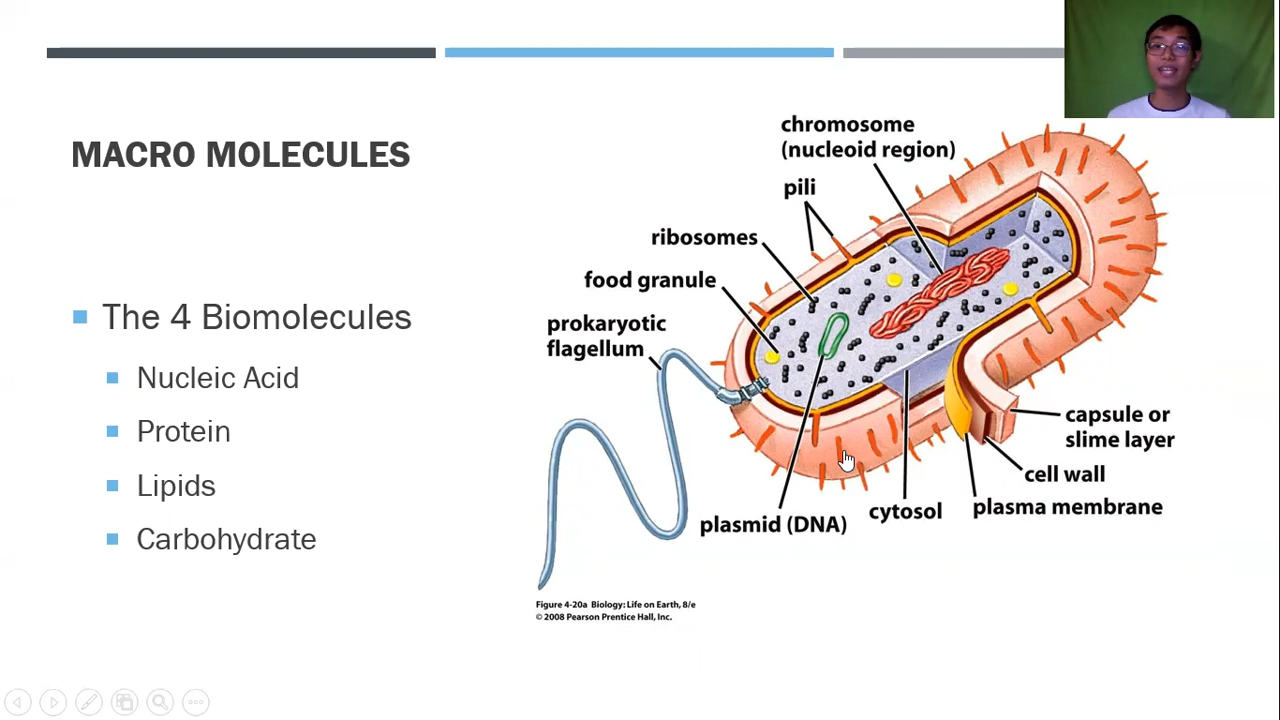 MACRO MOLECULES
The 4 Biomolecules
Nucleic Acid
Protein
Lipids
Carbohydrate
chromosome
(nucleoid region)
pili
ribosomes
food granule
prokaryotic
flagellum
capsule or
slime layer
cell wall
plasma membrane
cytosol
plasmid (DNA)
Figure 4-20a Biology: Life on Earth, 8/e
© 2008 Pearson Prentice Hall, Inc.